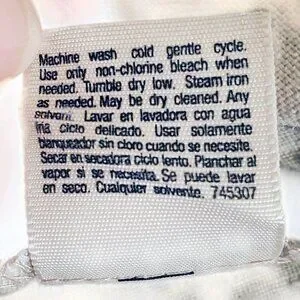 Machine wash cold gentle cycle.
Use only non-chlorine bleach when
needed. Tumble dry low. Steam iron
as needed. May be dry cleaned. Any
solvent. Lavar en lavadora con agua
fria ciclo delicado. Usar solamente
blanqueador sin cloro cuando se necesite.
Secar en secadora ciclo lento. Planchar al
vapor si se necesita. Se puede lavar
en seco. Cualquier solvente. 745307